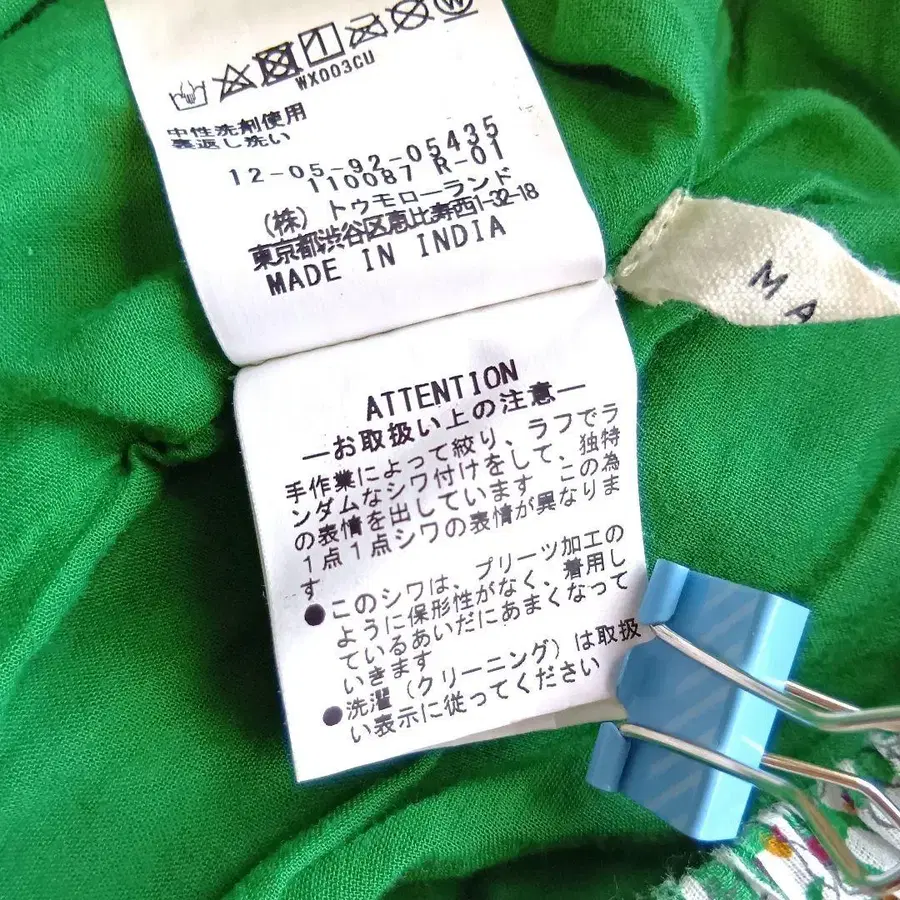 W
WX003CU
中性洗剤使用
裏返し洗い
12-05-92-05435
110087 R-01
(株) トゥモローランド
東京都渋谷区恵比寿西1-32-18
MADE IN INDIA
MA
ATTENTION
―お取扱い上の注意―
手作業によって絞り、ラフでラ
ンダムなシワ付けをして、独特
の表情を出しています この為
1点1点シワの表情が異なりま
す
●このシワは、プリーツ加工の
ように保形性がなく、着用し
ているあいだにあまくなって
いきます
●洗濯(クリーニング)は取扱
い表示に従ってください